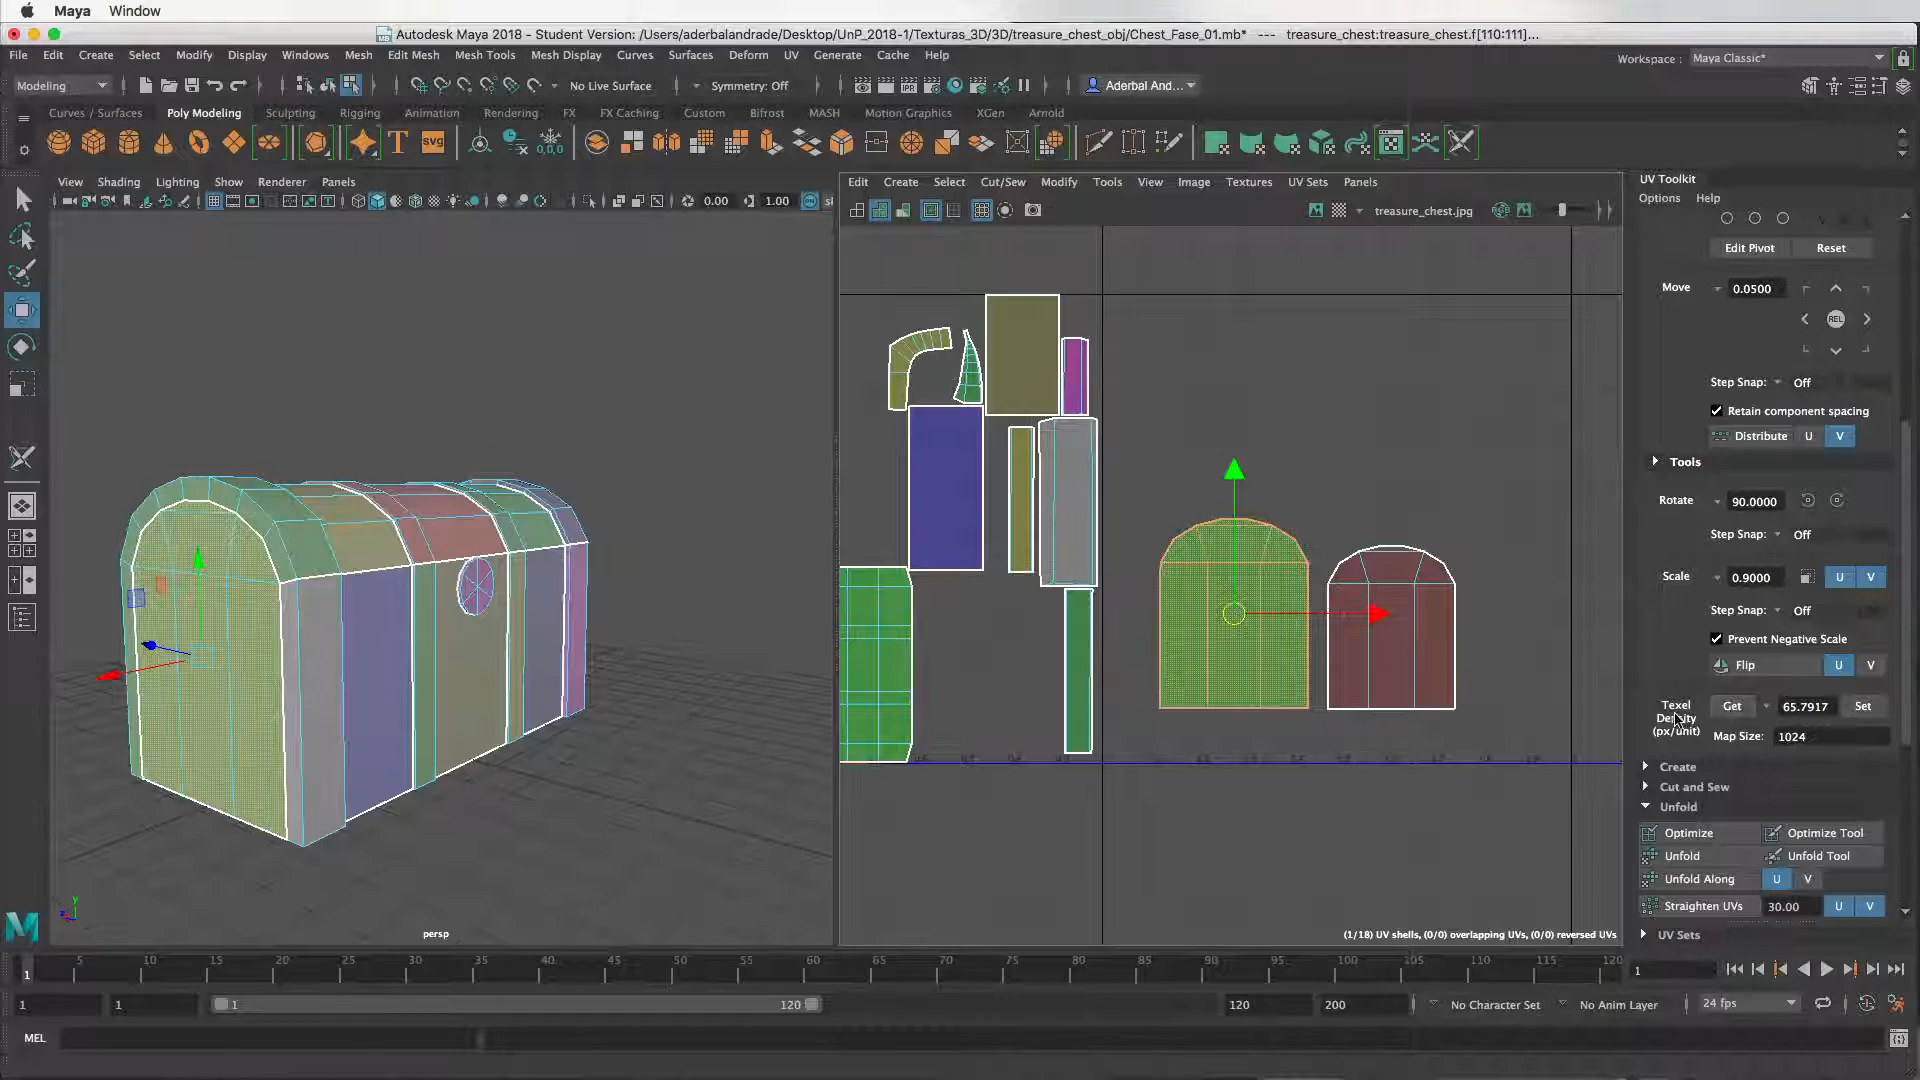 Maya Window
Autodesk Maya 2018 - Student Version: /Users/aderbalandrade/Desktop/UnP_2018-1/Texturas_3D/3D/treasure_chest_obj/Chest_Fase_01.mb* --- treasure_chest:treasure_chest.f[110:111]...
File Edit Create Select Modify Display Windows Mesh Edit Mesh Mesh Tools Mesh Display Curves Surfaces Deform UV Generate Cache Help
Workspace : Maya Classic*
Modeling No Live Surface Symmetry: Off Aderbal And...
Curves / Surfaces Poly Modeling Sculpting Rigging Animation Rendering FX FX Caching Custom Bifrost MASH Motion Graphics XGen Arnold
T SVG 0,0,0
View Shading Lighting Show Renderer Panels
0.00 1.00
Edit Create Select Cut/Sew Modify Tools View Image Textures UV Sets Panels
treasure_chest.jpg
UV Toolkit
Options Help
Edit Pivot Reset
Move 0.0500
REL
Step Snap: Off
Retain component spacing
Distribute U V
Tools
Rotate 90.0000
Step Snap: Off
Scale 0.9000 U V
Step Snap: Off
Prevent Negative Scale
Flip U V
Texel Density (px/unit) Get 65.7917 Set
Map Size: 1024
Create
Cut and Sew
Unfold
Optimize Optimize Tool
Unfold Unfold Tool
Unfold Along U V
Straighten UVs 30.00 U V
UV Sets
persp
(1/18) UV shells, (0/0) overlapping UVs, (0/0) reversed UVs
1 5 10 15 20 25 30 35 40 45 50 55 60 65 70 75 80 85 90 95 100 105 110 115 120
1
1 1 1 120 120 200 No Character Set No Anim Layer 24 fps
MEL